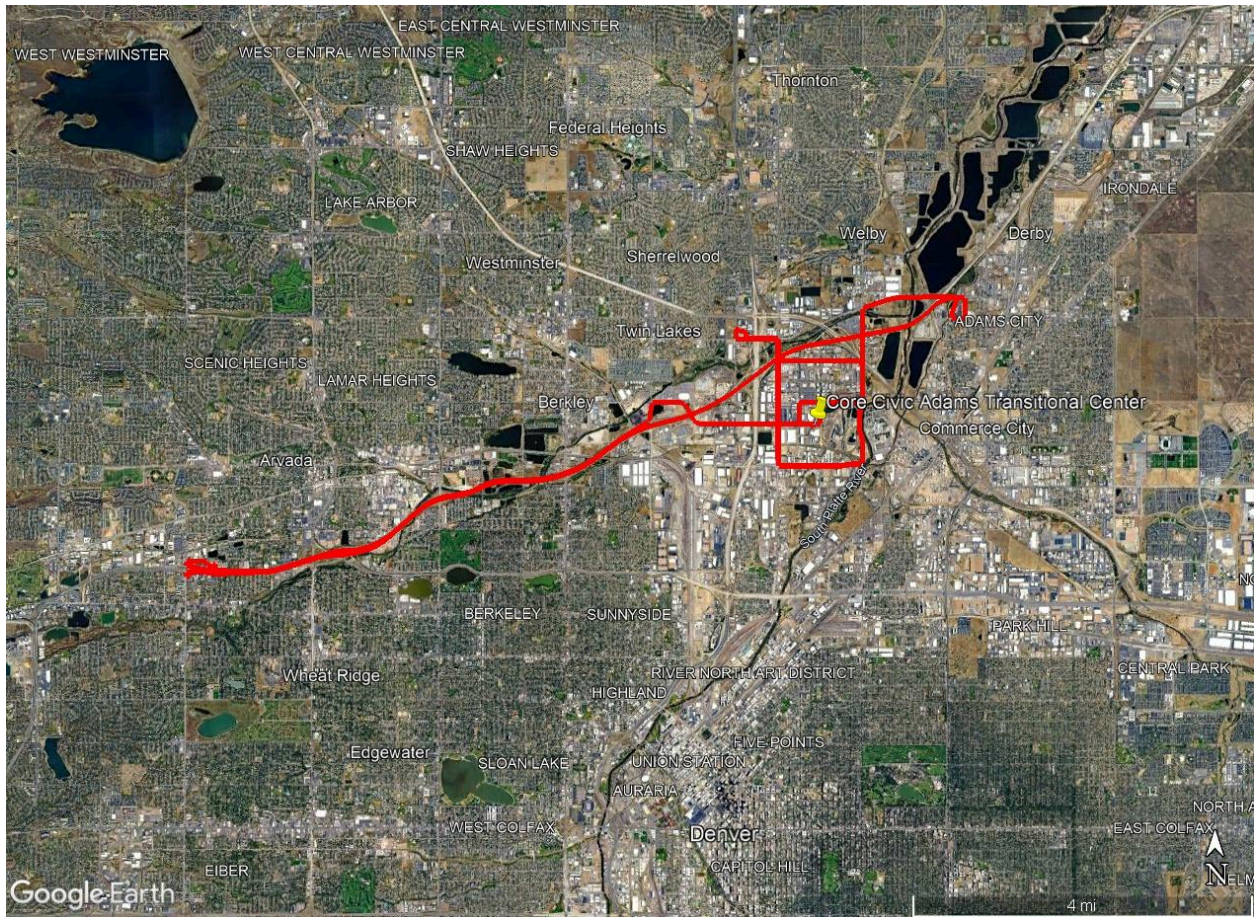 EAST CENTRAL WESTMINSTER
WEST WESTMINSTER
WEST CENTRAL WESTMINSTER
Thornton
Federal Heights
SHAW HEIGHTS
IRONDALE
LAKE ARBOR
Welby
Derby
Sherrelwood
Westminster
ADAMS CITY
Twin Lakes
SCENIC HEIGHTS
LAMAR HEIGHTS
Berkley
Core Civic Adams Transitional Center
Commerce City
Arvada
South Platte River
BERKELEY
SUNNYSIDE
PARK HILL
CENTRAL PARK
Wheat Ridge
RIVER NORTH ART DISTRICT
HIGHLAND
Edgewater
FIVE POINTS
SLOAN LAKE
UNION STATION
AURARIA
NORTH A
WEST COLFAX
Denver
EAST COLFAX
CAPITOL HILL
EIBER
N
ELM
Google Earth
4 mi